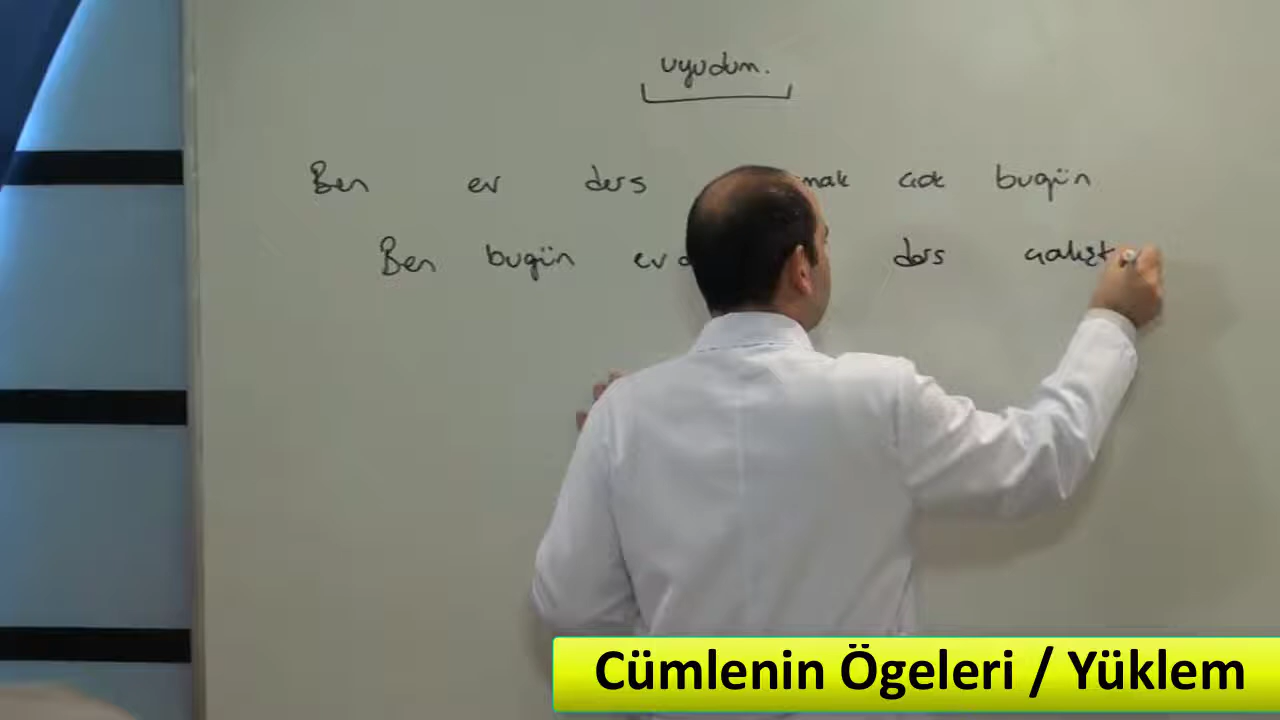 uyudum.
Ben ev ders mak çok bugün
Ben bugün ev ders çalışt
Cümlenin Ögeleri / Yüklem